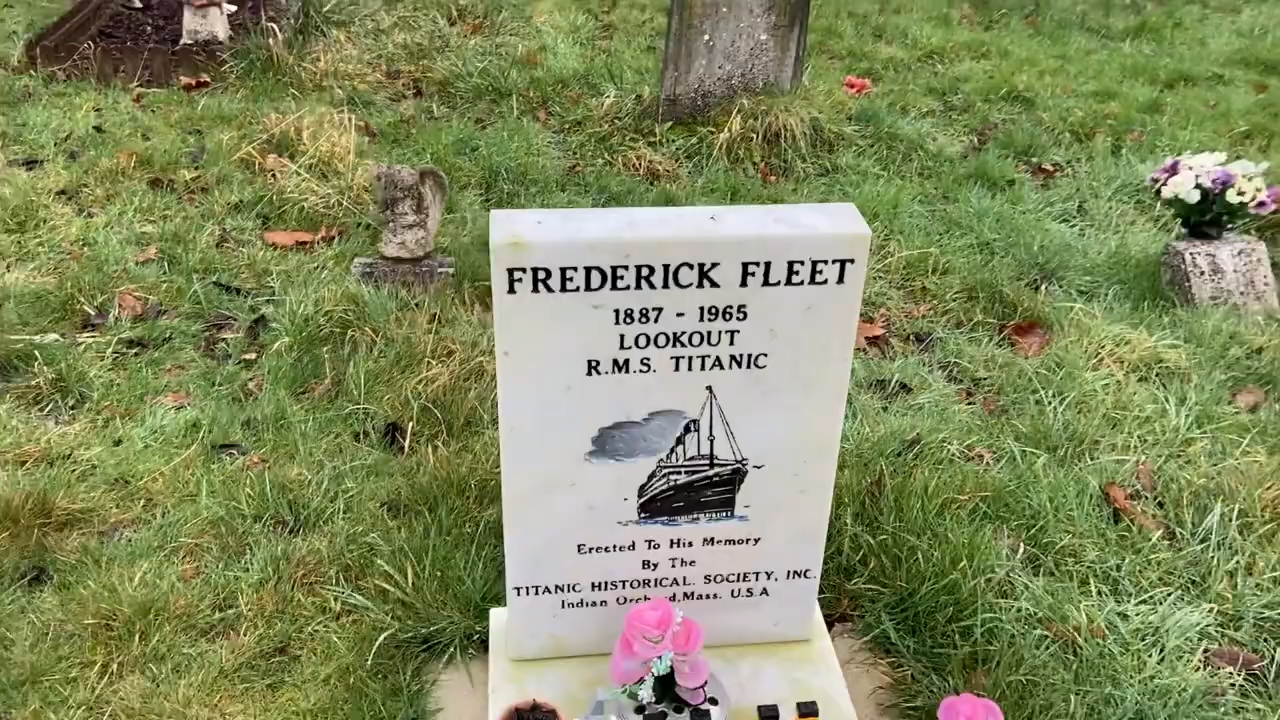 FREDERICK FLEET
1887 - 1965
LOOKOUT
R.M.S. TITANIC
Erected To His Memory
By The
TITANIC HISTORICAL. SOCIETY, INC.
Indian Mass. U.S.A